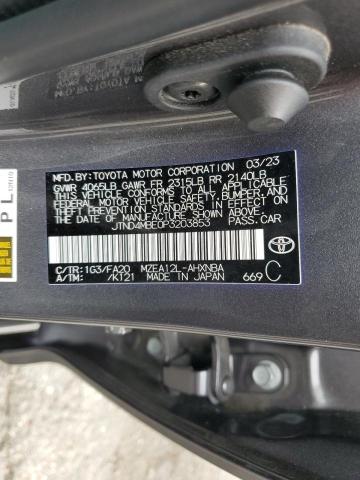 MFD.BY:TOYOTA MOTOR CORPORATION 03/23
GVWR 4065LB GAWR FR 2315LB RR 2140LB
THIS VEHICLE CONFORMS TO ALL APPLICABLE
FEDERAL MOTOR VEHICLE SAFETY, BUMPER, AND
THEFT PREVENTION STANDARDS IN EFFECT ON
THE DATE OF MANUFACTURE SHOWN ABOVE.
JTND4MBE0P3203853 PASS.CAR
C/TR:1G3/FA20 MZEA12L-AHXNBA
A/TM: /K121 MADE IN JAPAN 669 C
P L